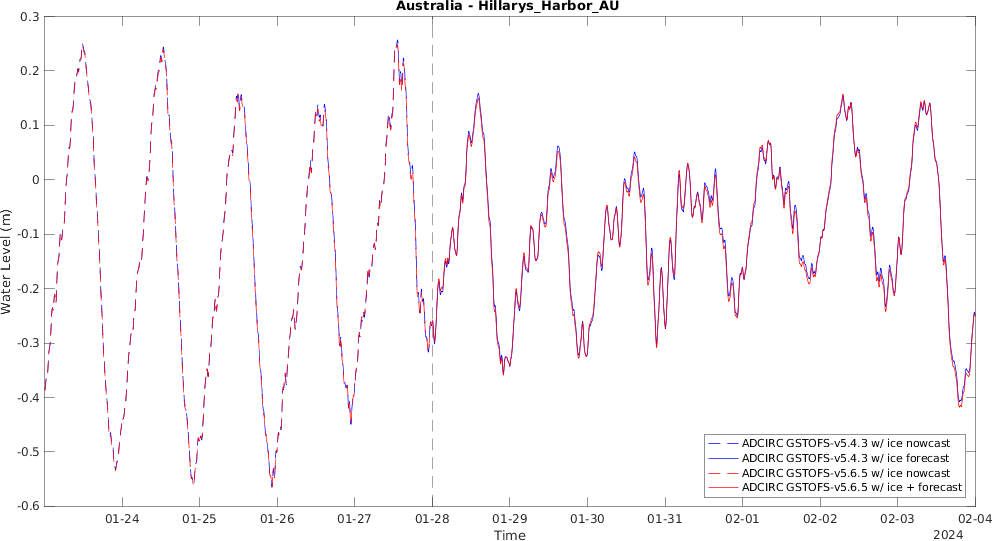 Australia - Hillarys_Harbor_AU
0.3
0.2
0.1
0
-0.1
-0.2
-0.3
-0.4
-0.5
-0.6
Water Level (m)
01-24 01-25 01-26 01-27 01-28 01-29 01-30 01-31 02-01 02-02 02-03 02-04
Time
2024
ADCIRC GSTOFS-v5.4.3 w/ ice nowcast
ADCIRC GSTOFS-v5.4.3 w/ ice forecast
ADCIRC GSTOFS-v5.6.5 w/ ice nowcast
ADCIRC GSTOFS-v5.6.5 w/ ice + forecast